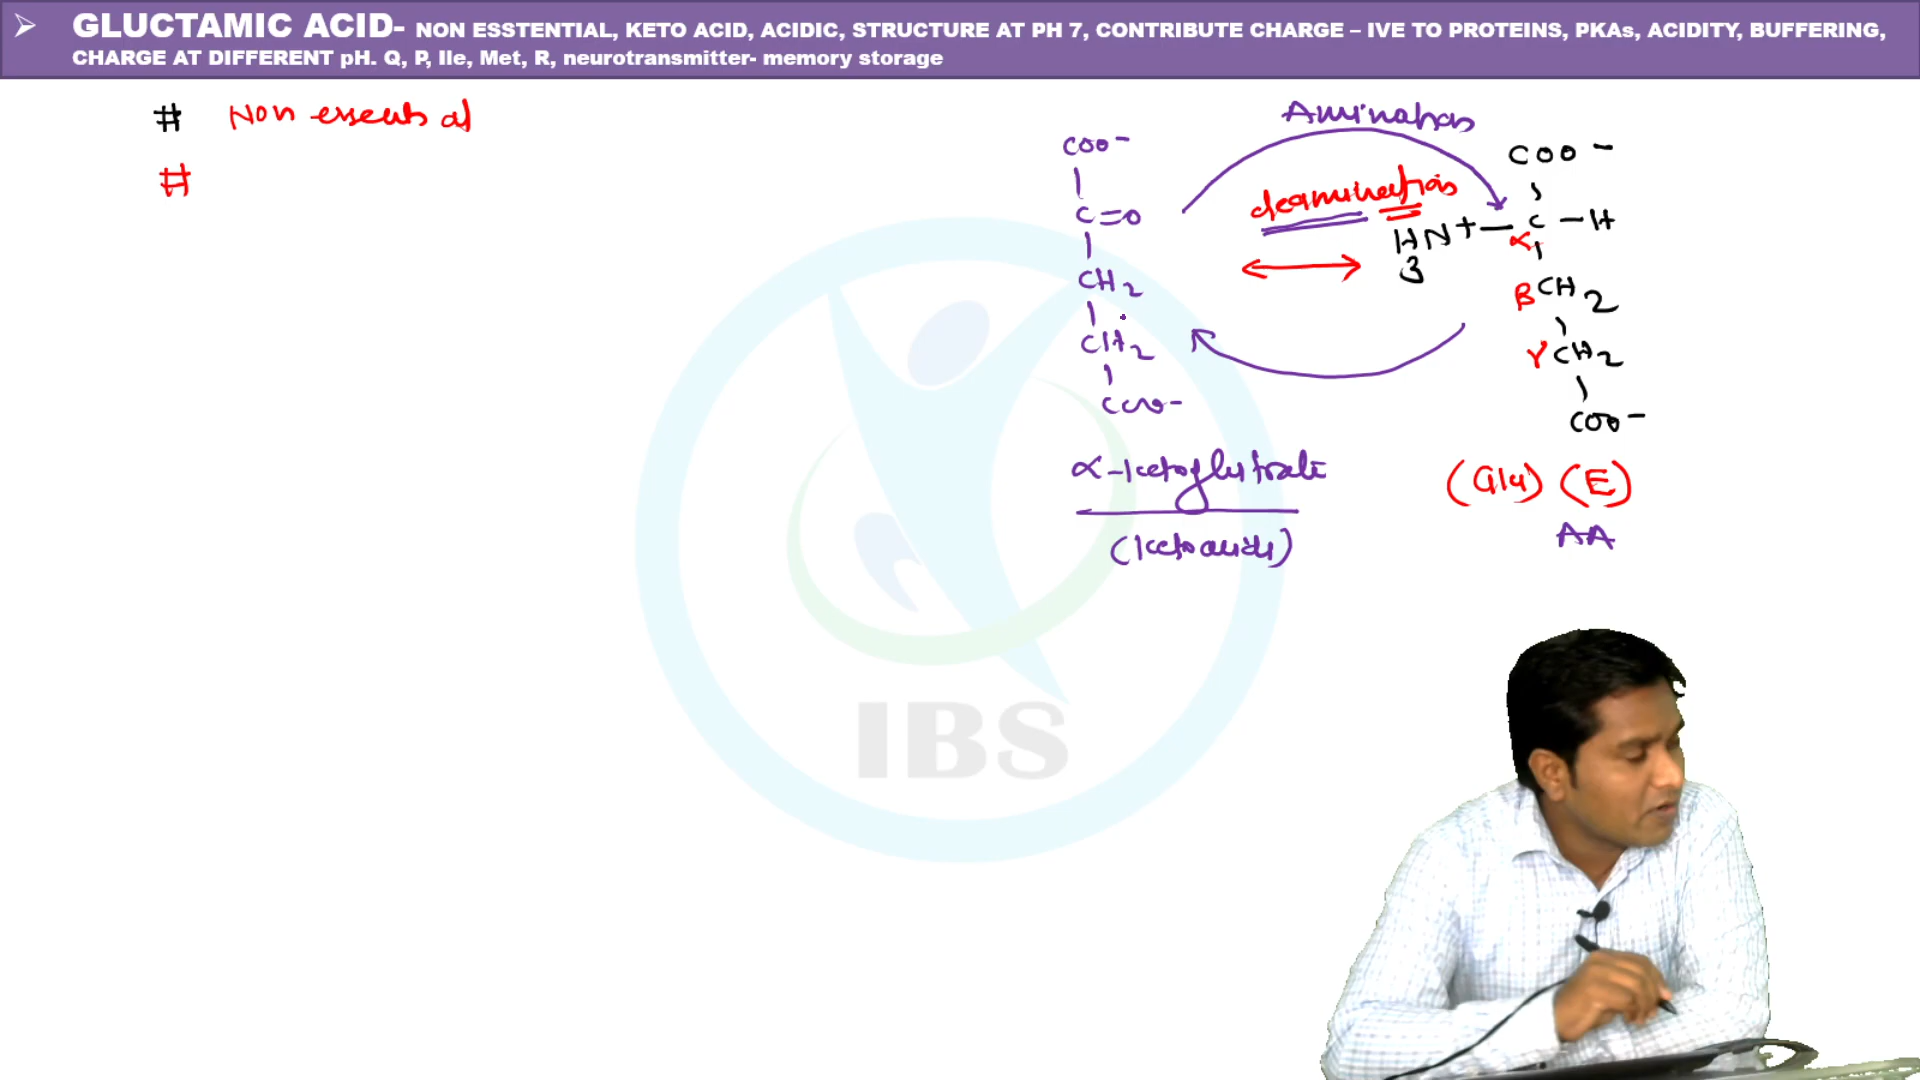 GLUCTAMIC ACID- NON ESSTENTIAL, KETO ACID, ACIDIC, STRUCTURE AT PH 7, CONTRIBUTE CHARGE – IVE TO PROTEINS, PKAs, ACIDITY, BUFFERING,
CHARGE AT DIFFERENT pH. Q, P, Ile, Met, R, neurotransmitter- memory storage
# Non essential
#
Amination
deamination
COO-
C=O
CH2
CH2
COO-
α-ketoglutrate
(keto acids)
COO-
H3N+ - C - H
α
β CH2
γ CH2
COO-
(Glu) (E)
AA
IBS